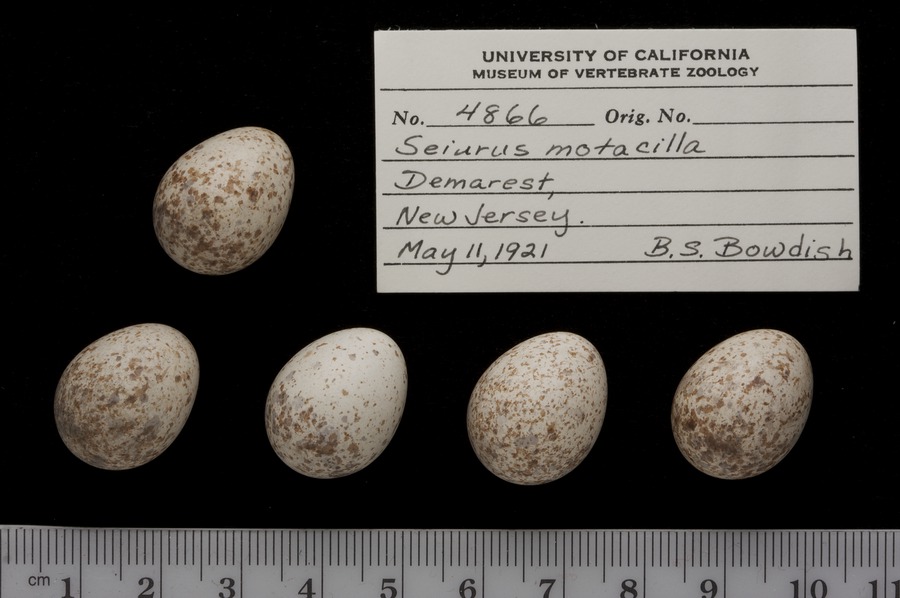 UNIVERSITY OF CALIFORNIA
MUSEUM OF VERTEBRATE ZOOLOGY
No. 4866 Orig. No.
Seiurus motacilla
Demarest,
New Jersey.
May 11, 1921 B.S. Bowdish
cm 1 2 3 4 5 6 7 8 9 10 11